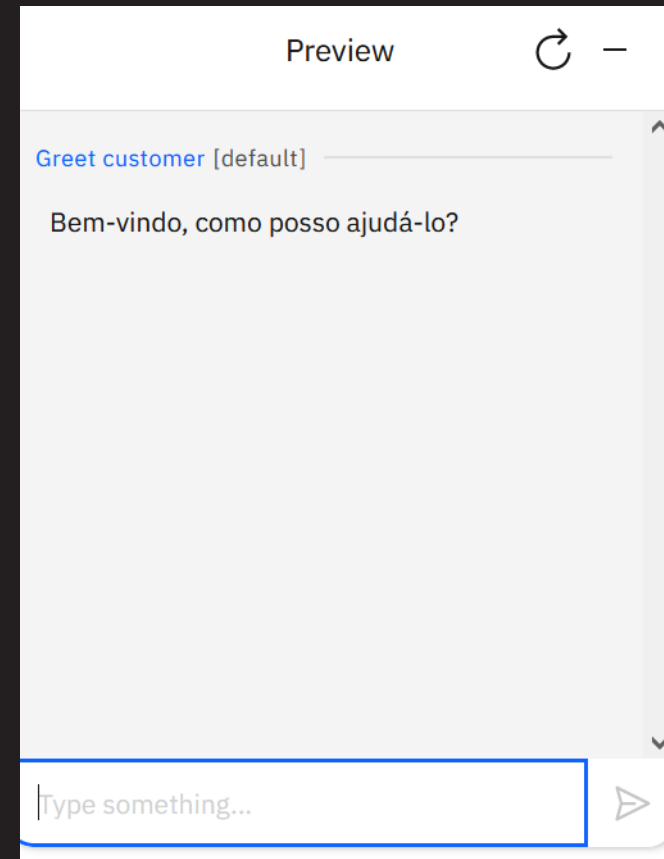 Preview
Greet customer [default]
Bem-vindo, como posso ajudá-lo?
Type something...